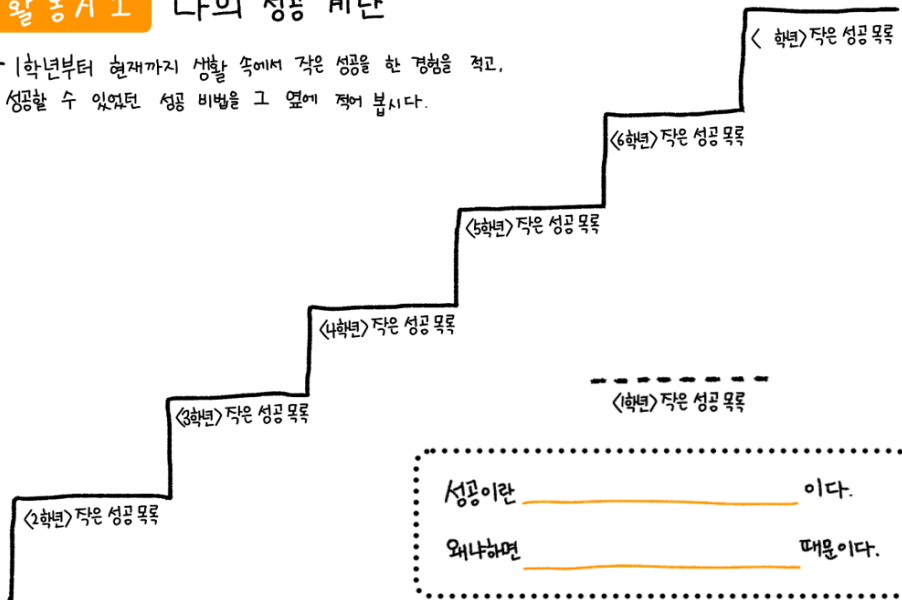 활동지 1 나의 성공 계단
1학년부터 현재까지 생활 속에서 작은 성공을 한 경험을 적고,
성공할 수 있었던 성공 비법을 그 옆에 적어 봅시다.
< 학년> 작은 성공 목록
<6학년> 작은 성공 목록
<5학년> 작은 성공 목록
<4학년> 작은 성공 목록
<3학년> 작은 성공 목록
<2학년> 작은 성공 목록
<1학년> 작은 성공 목록
성공이란 이다.
왜냐하면 때문이다.